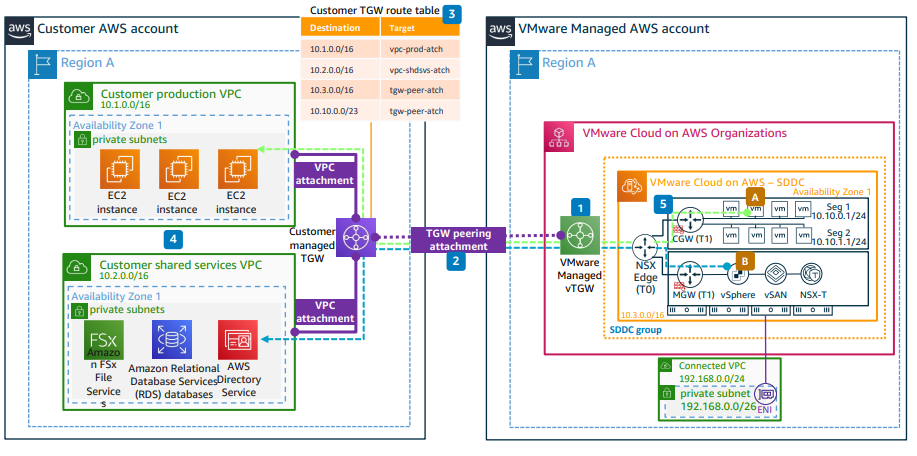 Customer TGW route table
3
Destination Target
10.1.0.0/16 vpc-prod-atch
10.2.0.0/16 vpc-shdsvs-atch
10.3.0.0/16 tgw-peer-atch
10.10.0.0/23 tgw-peer-atch
aws
Customer AWS account
Region A
Customer production VPC
10.1.0.0/16
Availability Zone 1
private subnets
EC2
instance
EC2
instance
EC2
instance
VPC
attachment
4
Customer
managed
TGW
Customer shared services VPC
10.2.0.0/16
Availability Zone 1
private subnets
FSx
Amazo
n FSx
File
Service
s
Amazon Relational
Database Services
(RDS) databases
AWS
Directory
Service
VPC
attachment
TGW peering
attachment
2
aws
VMware Managed AWS account
Region A
1
VMware
Managed
vTGW
VMware Cloud on AWS Organizations
VMware Cloud on AWS – SDDC
Availability Zone 1
5
A
CGW (T1)
vm vm vm vm
Seg 1
10.10.0.1/24
vm vm vm vm
Seg 2
10.10.1.1/24
NSX
Edge
(T0)
B
MGW (T1)
vSphere
vSAN
NSX-T
10.3.0.0/16
SDDC group
Connected VPC
192.168.0.0/24
private subnet
192.168.0.0/26
ENI